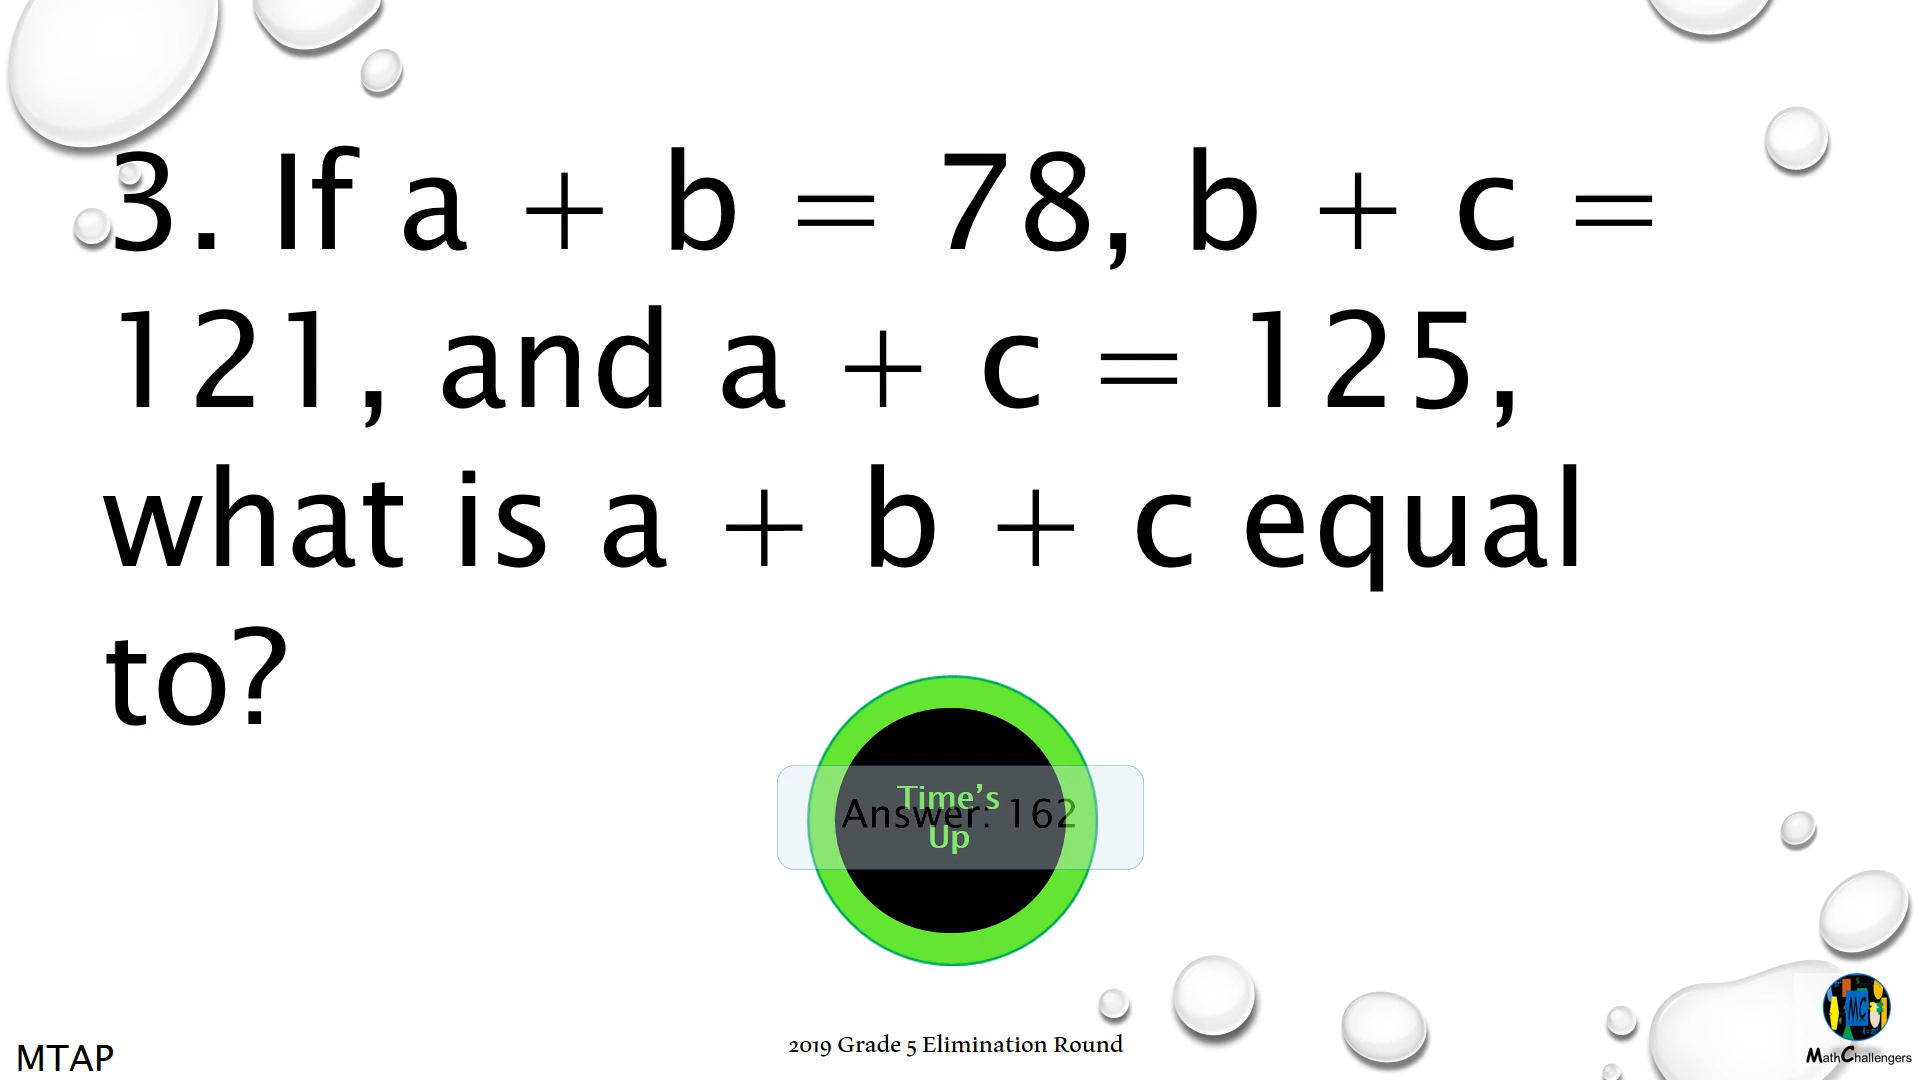 3. If a + b = 78, b + c =
121, and a + c = 125,
what is a + b + c equal
to?
Time's
Answer: 162
Up
2019 Grade 5 Elimination Round
MTAP
MC
MathChallengers